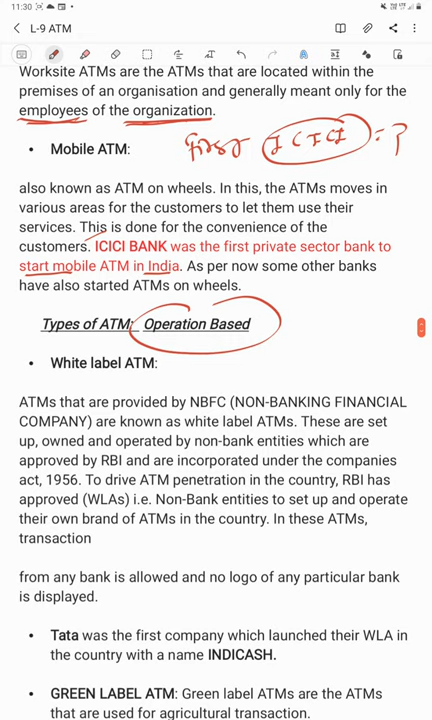 11:30
L-9 ATM
Worksite ATMs are the ATMs that are located within the
premises of an organisation and generally meant only for the
employees of the organization.
• Mobile ATM:
First ICICI = ?
also known as ATM on wheels. In this, the ATMs moves in
various areas for the customers to let them use their
services. This is done for the convenience of the
customers. ICICI BANK was the first private sector bank to
start mobile ATM in India. As per now some other banks
have also started ATMs on wheels.
Types of ATM: Operation Based
• White label ATM:
ATMs that are provided by NBFC (NON-BANKING FINANCIAL
COMPANY) are known as white label ATMs. These are set
up, owned and operated by non-bank entities which are
approved by RBI and are incorporated under the companies
act, 1956. To drive ATM penetration in the country, RBI has
approved (WLAs) i.e. Non-Bank entities to set up and operate
their own brand of ATMs in the country. In these ATMs,
transaction
from any bank is allowed and no logo of any particular bank
is displayed.
• Tata was the first company which launched their WLA in
the country with a name INDICASH.
• GREEN LABEL ATM: Green label ATMs are the ATMs
that are used for agricultural transaction.